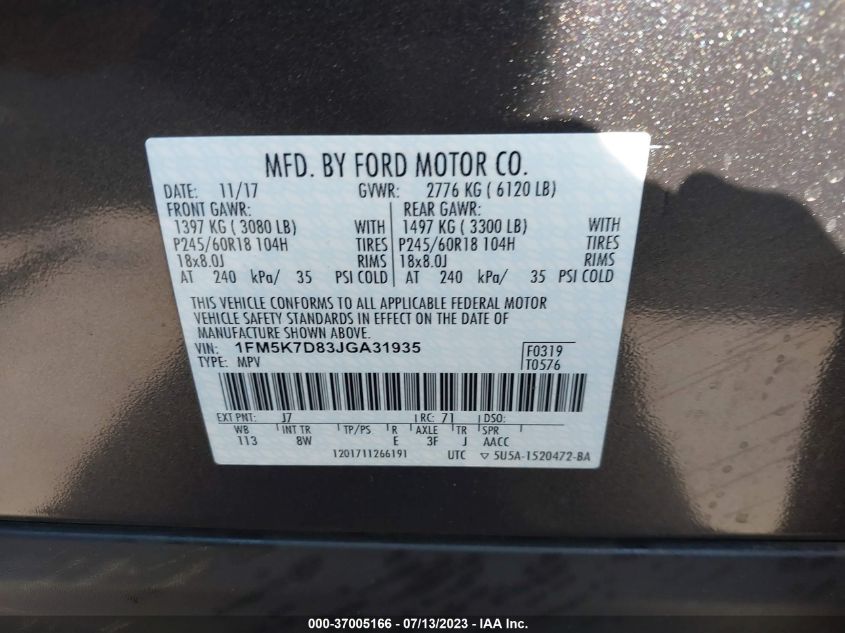 MFD. BY FORD MOTOR CO.
DATE: 11/17 GVWR: 2776 KG ( 6120 LB)
FRONT GAWR: REAR GAWR:
1397 KG ( 3080 LB) WITH 1497 KG ( 3300 LB) WITH
P245/60R18 104H TIRES P245/60R18 104H TIRES
18x8.0J RIMS 18x8.0J RIMS
AT 240 kPa/ 35 PSI COLD AT 240 kPa/ 35 PSI COLD
THIS VEHICLE CONFORMS TO ALL APPLICABLE FEDERAL MOTOR
VEHICLE SAFETY STANDARDS IN EFFECT ON THE DATE OF
MANUFACTURE SHOWN ABOVE.
VIN: 1FM5K7D83JGA31935 F0319
TYPE: MPV T0576
EXT PNT: J7 RC: 71 DSO:
WB INT TR TP/PS R AXLE TR SPR
113 8W E 3F J AACC
1201711266191 UTC ▽ 5U5A-1520472-BA
000-37005166 - 07/13/2023 - IAA Inc.